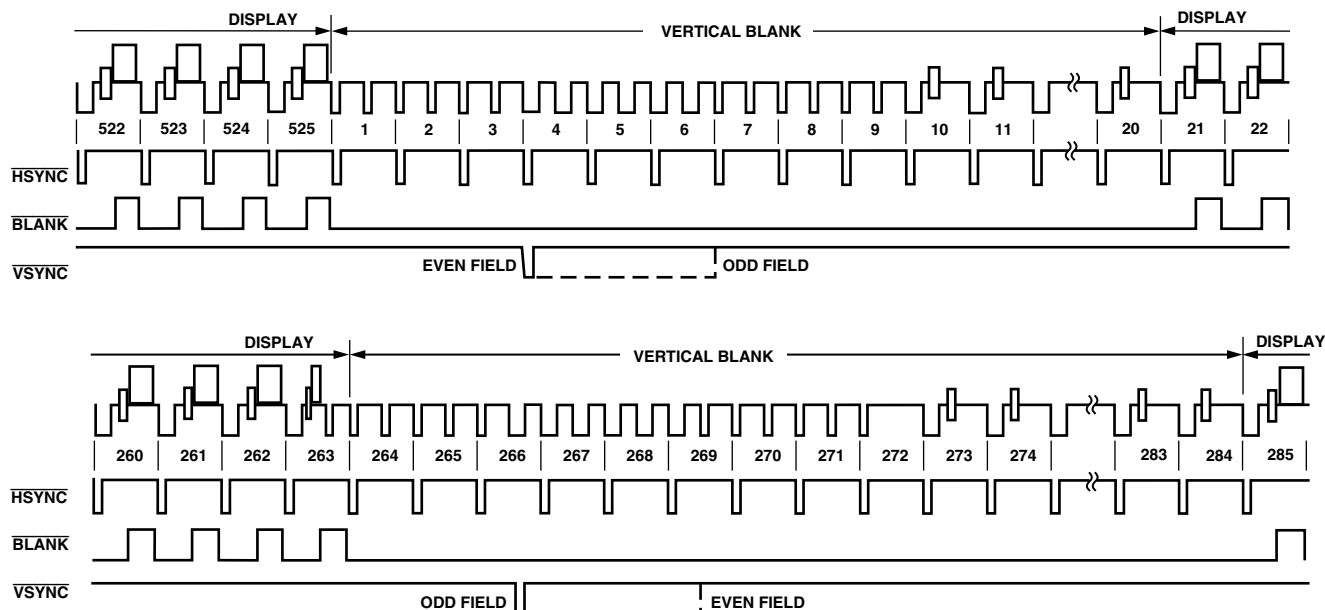 DISPLAY VERTICAL BLANK DISPLAY
522 523 524 525 1 2 3 4 5 6 7 8 9 10 11 20 21 22
HSYNC
BLANK
EVEN FIELD ODD FIELD
VSYNC
DISPLAY VERTICAL BLANK DISPLAY
260 261 262 263 264 265 266 267 268 269 270 271 272 273 274 283 284 285
HSYNC
BLANK
VSYNC
ODD FIELD EVEN FIELD